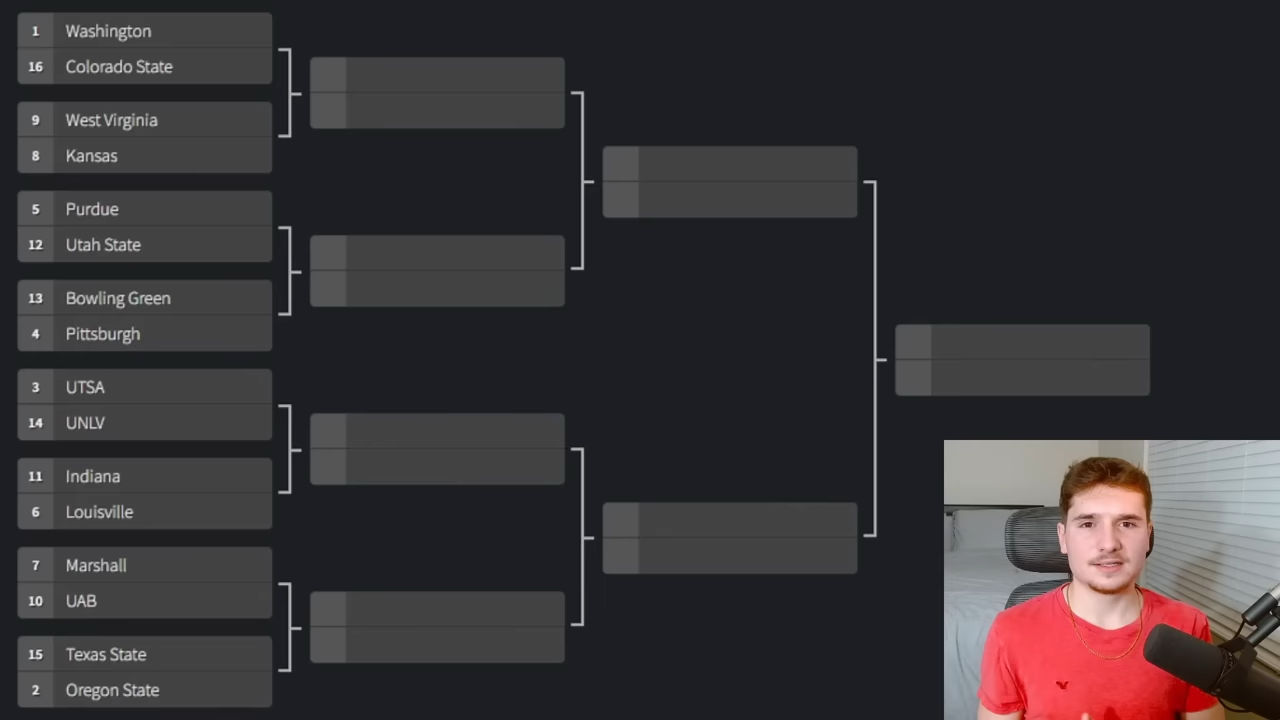 1 Washington
16 Colorado State
9 West Virginia
8 Kansas
5 Purdue
12 Utah State
13 Bowling Green
4 Pittsburgh
3 UTSA
14 UNLV
11 Indiana
6 Louisville
7 Marshall
10 UAB
15 Texas State
2 Oregon State